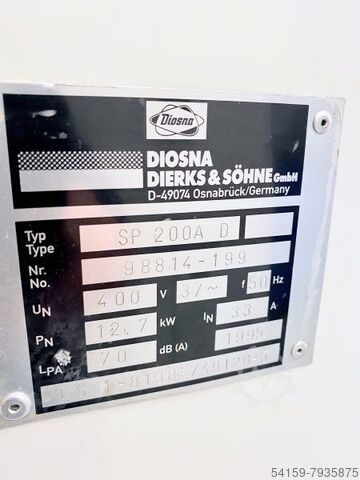 Diosna
DIOSNA
DIERKS & SÖHNE GmbH
D-49074 Osnabrück/Germany
Typ
Type
SP 200A D
Nr.
No.
98814-199
UN 400 V 3/~ f 50 Hz
PN 12.7 kW IN 33 A
LPA 70 dB (A) 1995
54159-7935875